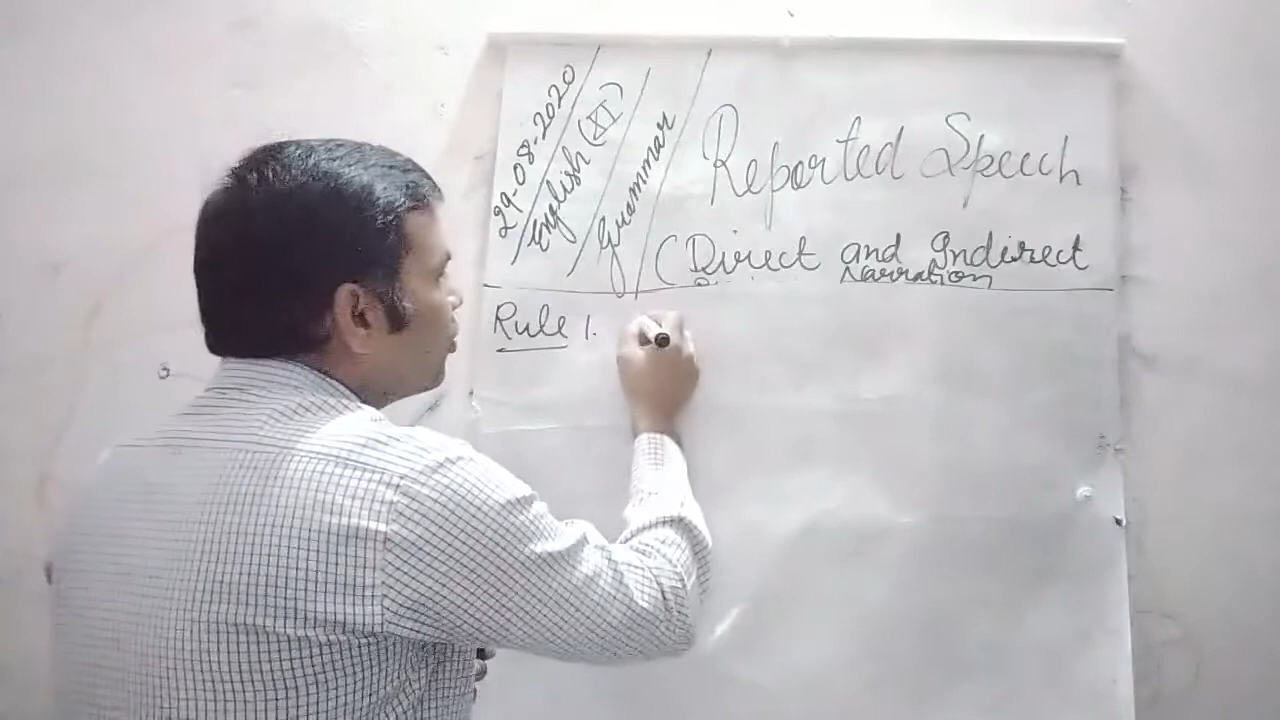 29-08-2020
English (XI)
Grammar
Reported Speech
(Direct and Indirect
Narration
Rule 1.